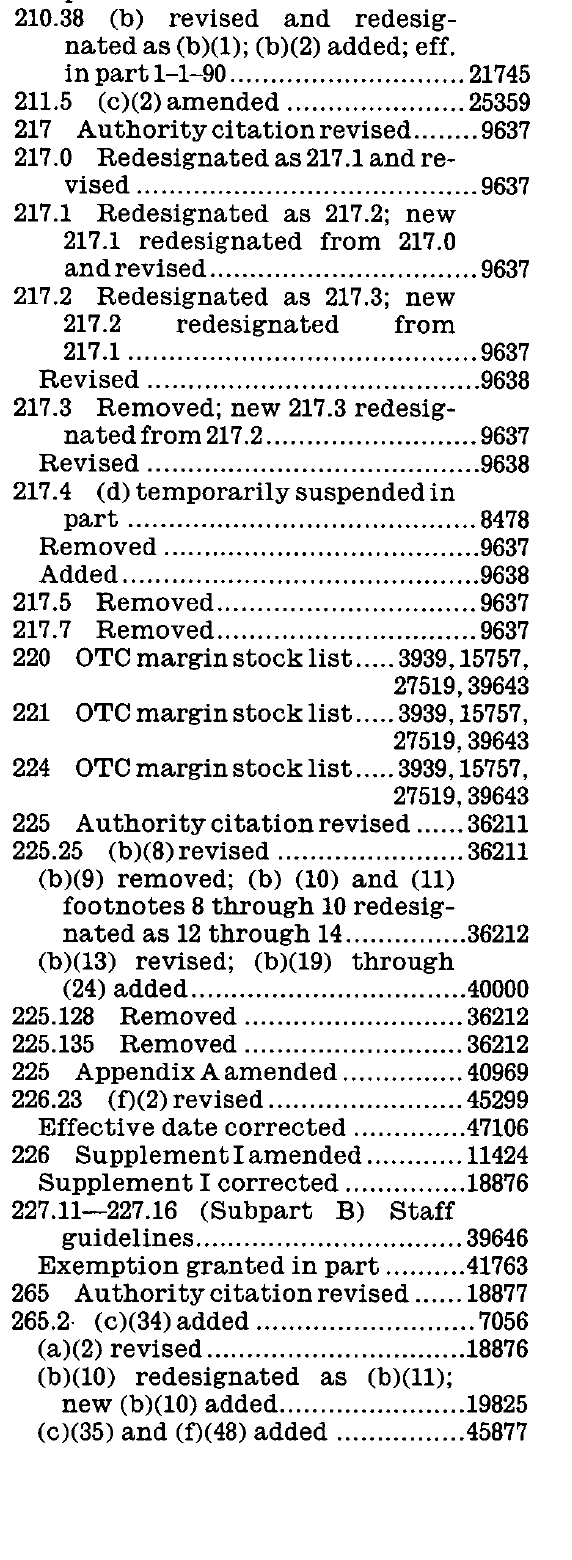 210.38 (b) revised and redesig-
nated as (b)(1); (b)(2) added; eff.
in part 1–1–90..............................21745
211.5 (c)(2) amended ......................25359
217 Authority citation revised........9637
217.0 Redesignated as 217.1 and re-
vised ..........................................9637
217.1 Redesignated as 217.2; new
217.1 redesignated from 217.0
and revised.................................9637
217.2 Redesignated as 217.3; new
217.2 redesignated from
217.1 ...........................................9637
Revised .........................................9638
217.3 Removed; new 217.3 redesig-
nated from 217.2..........................9637
Revised .........................................9638
217.4 (d) temporarily suspended in
part ...........................................8478
Removed .......................................9637
Added............................................9638
217.5 Removed................................9637
217.7 Removed................................9637
220 OTC margin stock list.....3939, 15757,
27519, 39643
221 OTC margin stock list.....3939, 15757,
27519, 39643
224 OTC margin stock list.....3939, 15757,
27519, 39643
225 Authority citation revised ......36211
225.25 (b)(8) revised .......................36211
(b)(9) removed; (b) (10) and (11)
footnotes 8 through 10 redesig-
nated as 12 through 14...............36212
(b)(13) revised; (b)(19) through
(24) added..................................40000
225.128 Removed ...........................36212
225.135 Removed ...........................36212
225 Appendix A amended ...............40969
226.23 (f)(2) revised........................45299
Effective date corrected ..............47106
226 Supplement I amended............11424
Supplement I corrected ...............18876
227.11—227.16 (Subpart B) Staff
guidelines.................................39646
Exemption granted in part ..........41763
265 Authority citation revised ......18877
265.2 (c)(34) added ...........................7056
(a)(2) revised................................18876
(b)(10) redesignated as (b)(11);
new (b)(10) added.......................19825
(c)(35) and (f)(48) added ................45877